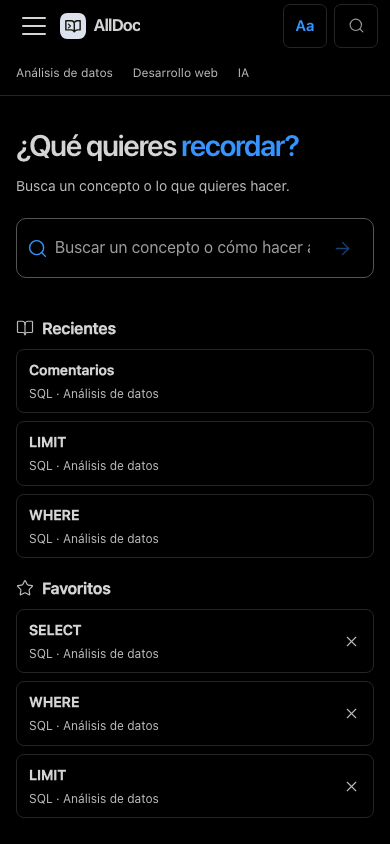 AllDoc
Aa
Análisis de datos
Desarrollo web
IA
¿Qué quieres recordar?
Busca un concepto o lo que quieres hacer.
Buscar un concepto o cómo hacer a
Recientes
Comentarios
SQL · Análisis de datos
LIMIT
SQL · Análisis de datos
WHERE
SQL · Análisis de datos
Favoritos
SELECT
SQL · Análisis de datos
WHERE
SQL · Análisis de datos
LIMIT
SQL · Análisis de datos